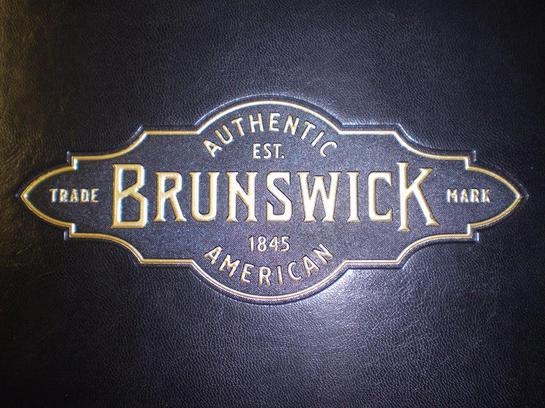 AUTHENTIC
EST.
TRADE BRUNSWICK MARK
1845
AMERICAN